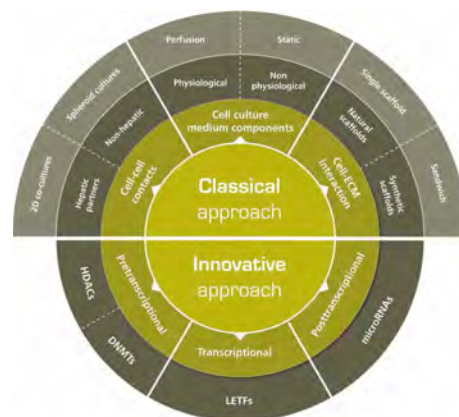 Perfusion
Static
Spheroid cultures
Single scaffold
Physiological
Non
physiological
Non-hepatic
Natural
scaffolds
Cell culture
medium components
2D co-cultures
Hepatic
partners
Cell-cell
contacts
Cell-ECM
Interaction
Synthetic
scaffolds
Sandwich
Classical
approach
Innovative
approach
HDACs
DNMTs
Pretranscriptional
Transcriptional
Posttranscriptional
microRNAs
LETFs